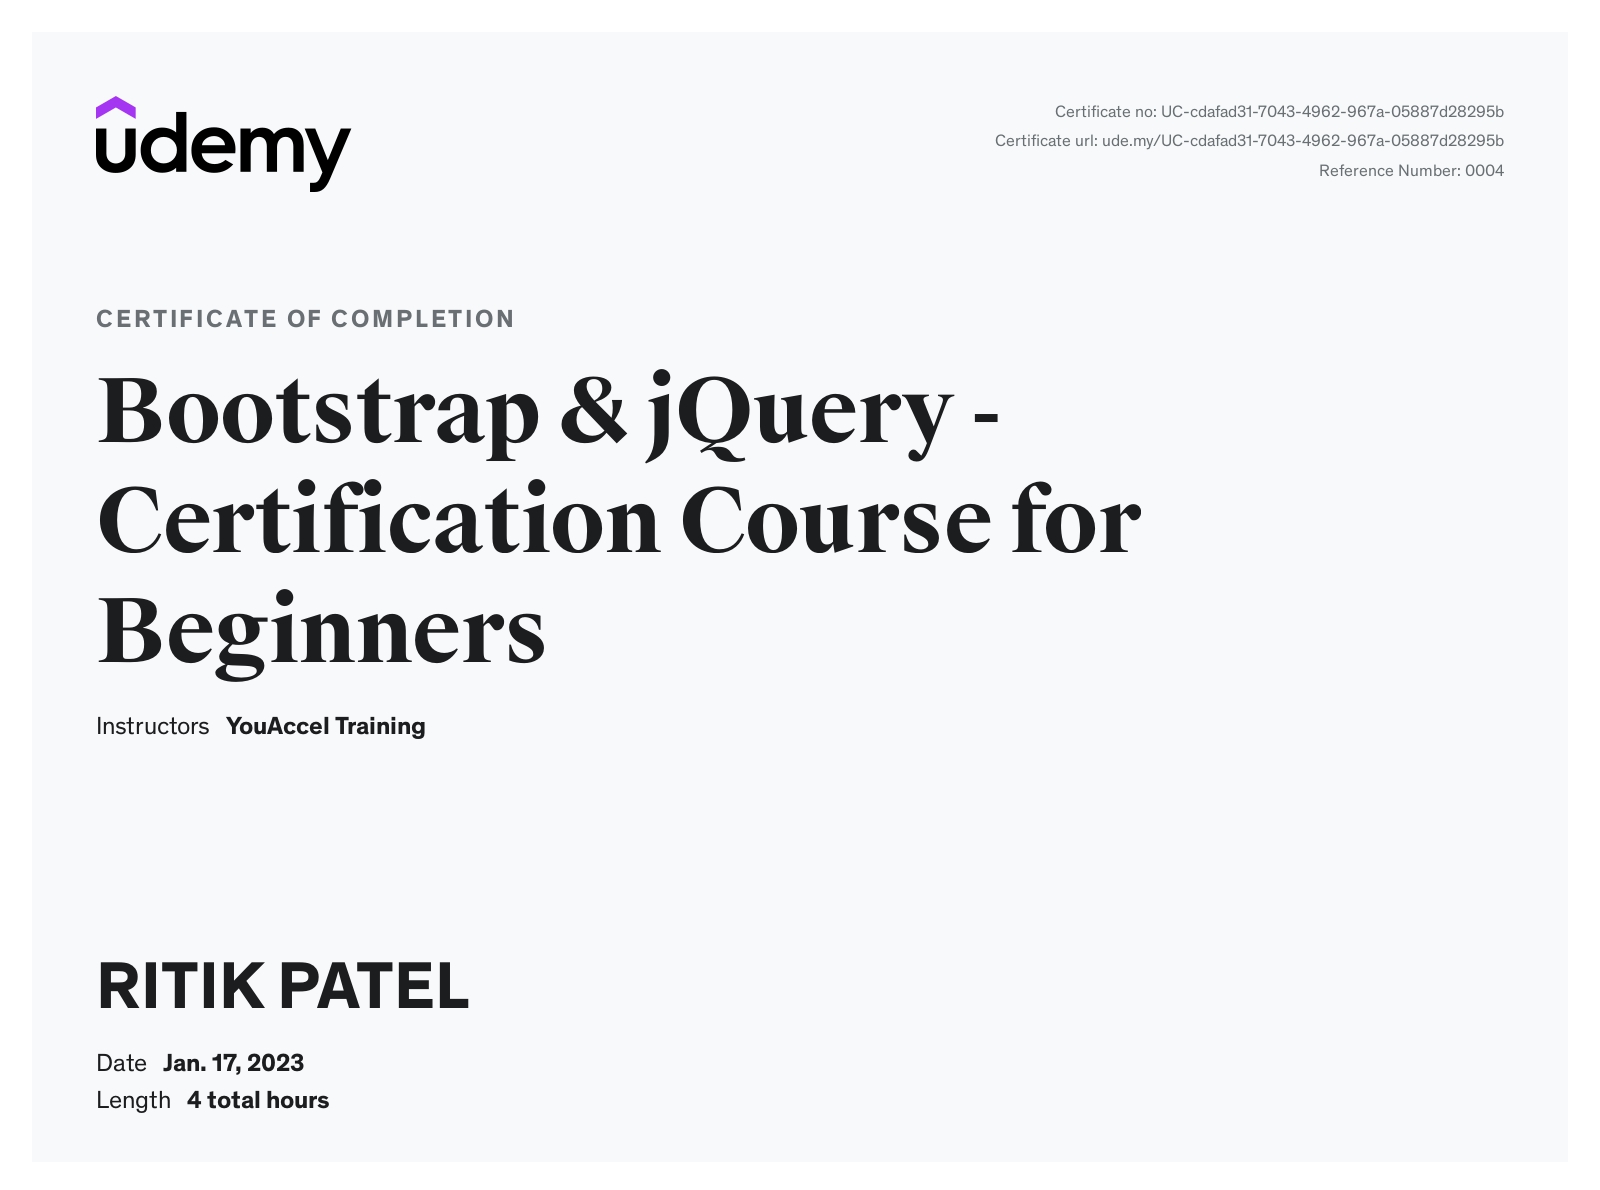 udemy
Certificate no: UC-cdafad31-7043-4962-967a-05887d28295b
Certificate url: ude.my/UC-cdafad31-7043-4962-967a-05887d28295b
Reference Number: 0004
CERTIFICATE OF COMPLETION
Bootstrap & jQuery -
Certification Course for
Beginners
Instructors YouAccel Training
RITIK PATEL
Date Jan. 17, 2023
Length 4 total hours